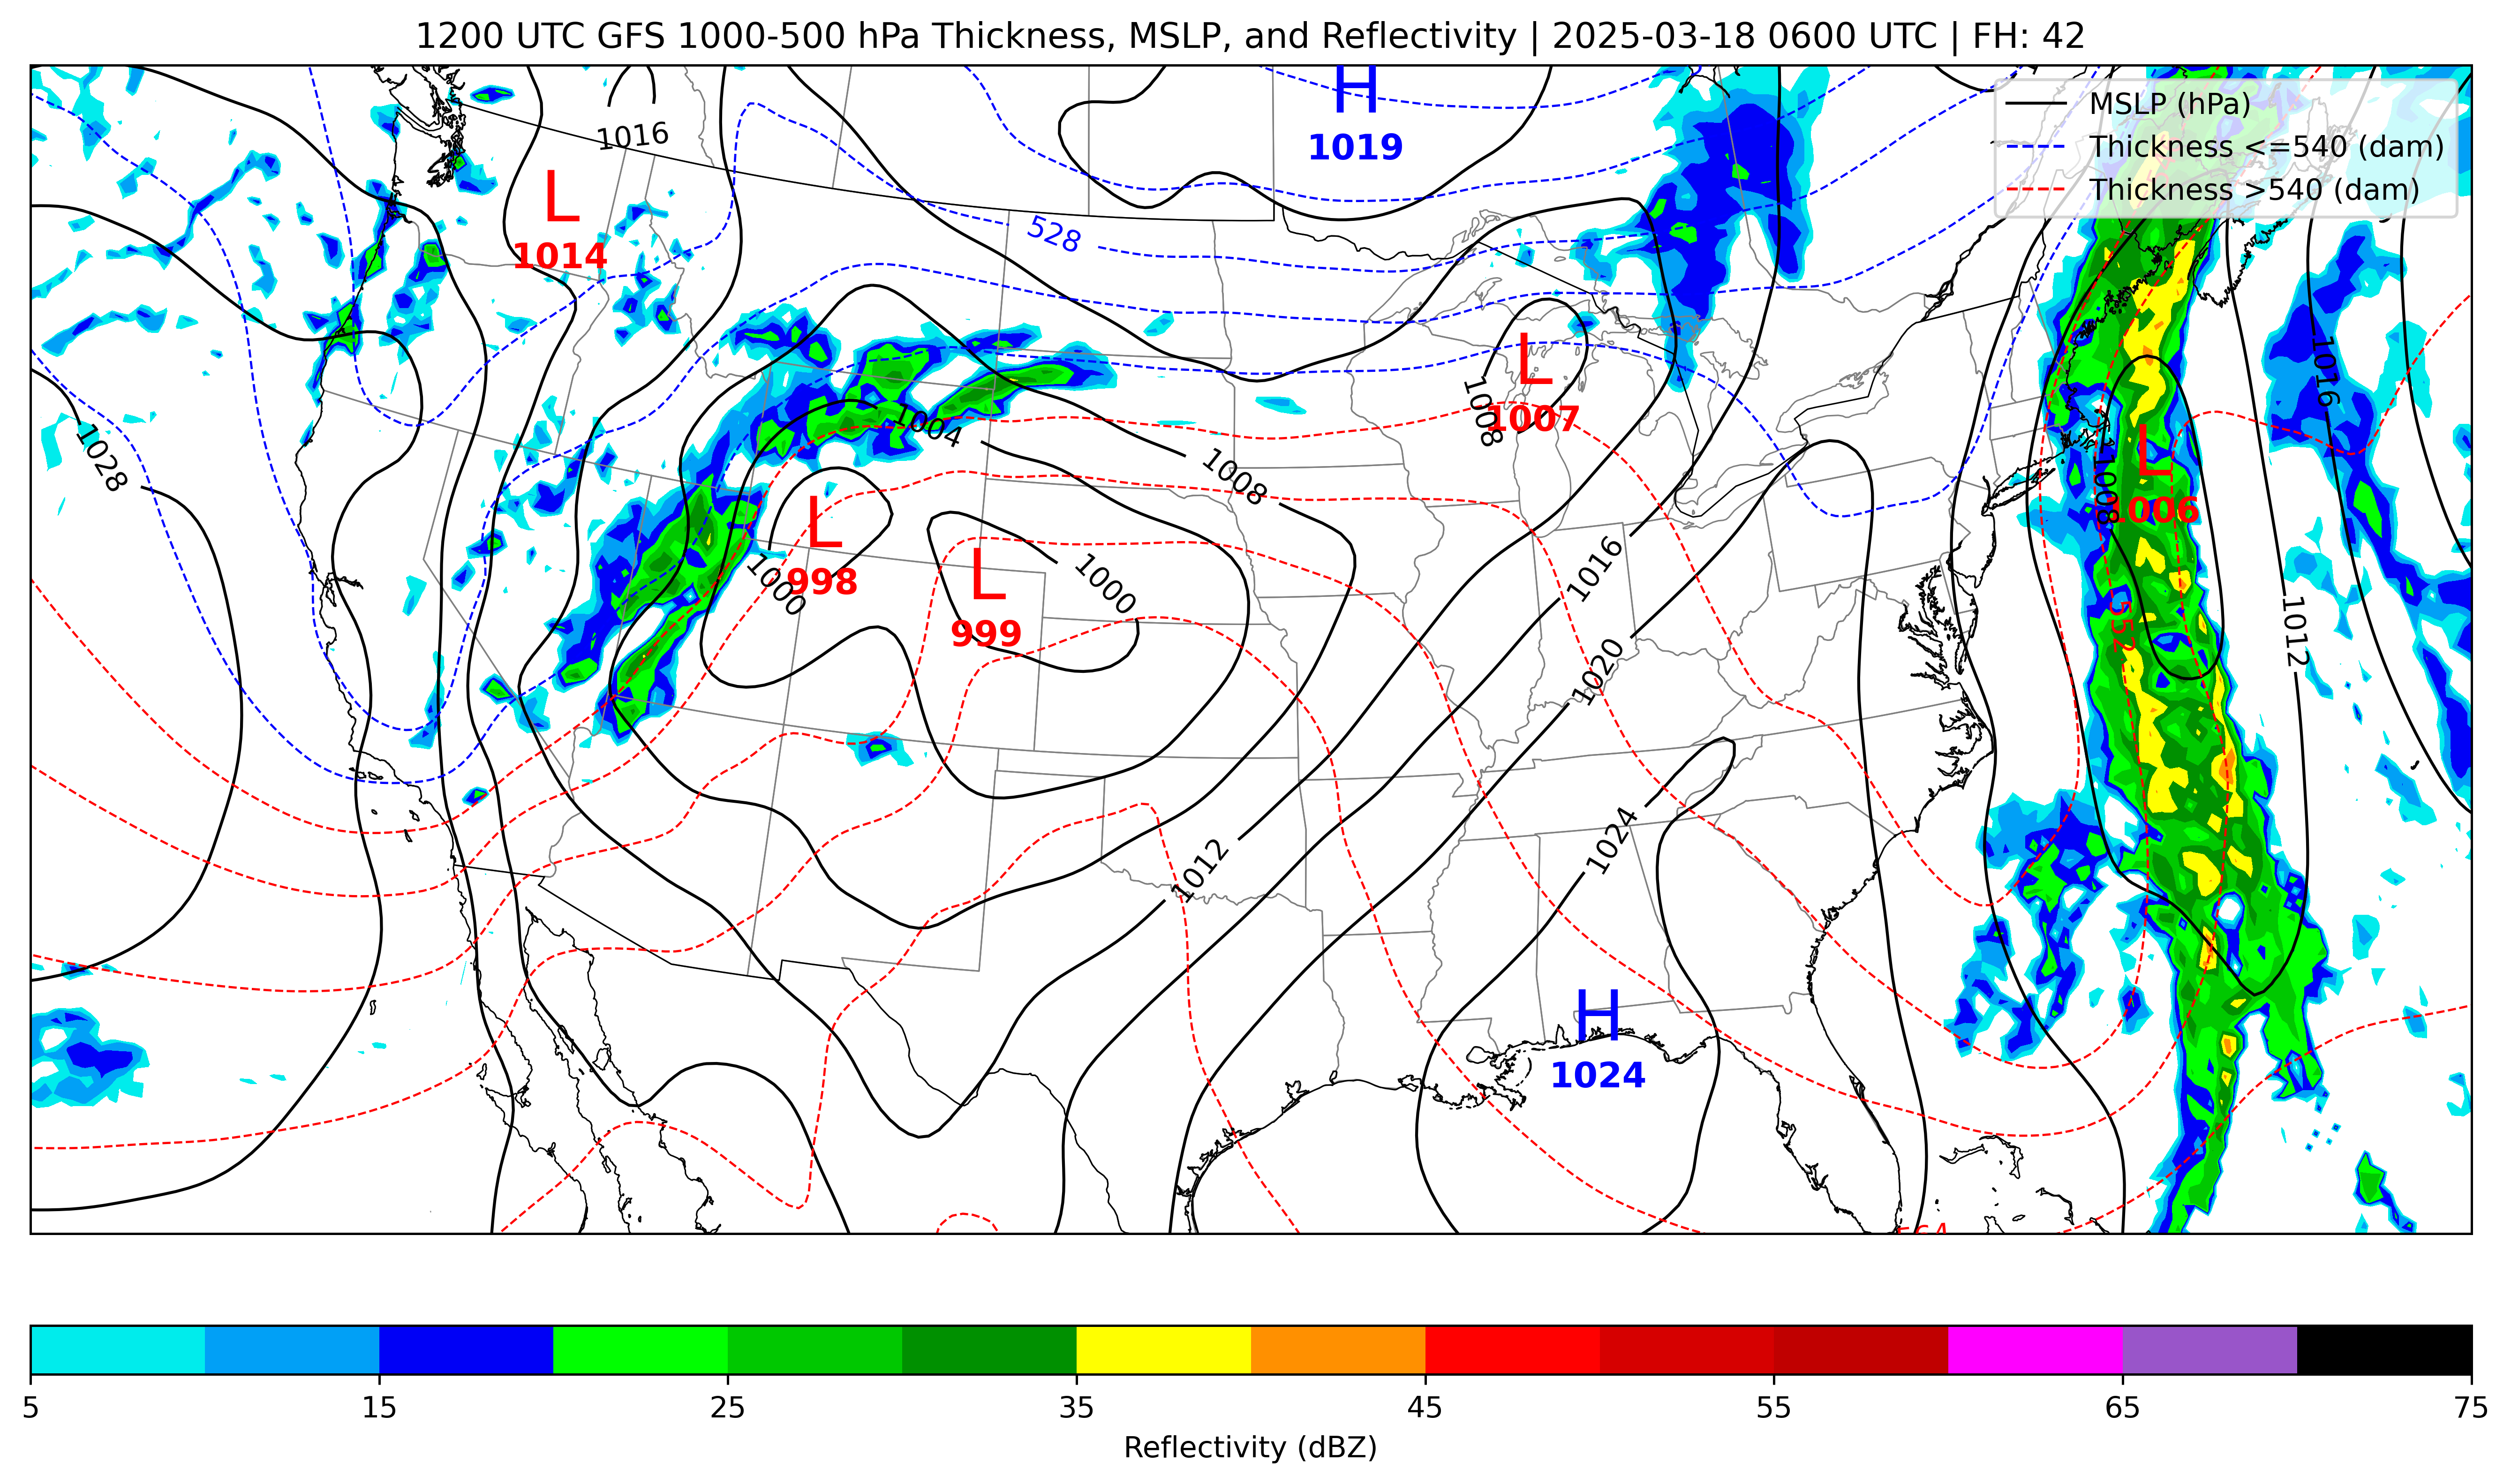 1200 UTC GFS 1000-500 hPa Thickness, MSLP, and Reflectivity | 2025-03-18 0600 UTC | FH: 42
MSLP (hPa)
Thickness <=540 (dam)
Thickness >540 (dam)
H
1019
1016
L
1014
528
L
1007
1008
1016
1028
1004
1008
L
1006
1008
L
998
1000
L
999
1000
1016
552
1012
1020
1024
1012
H
1024
5 15 25 35 45 55 65 75
Reflectivity (dBZ)